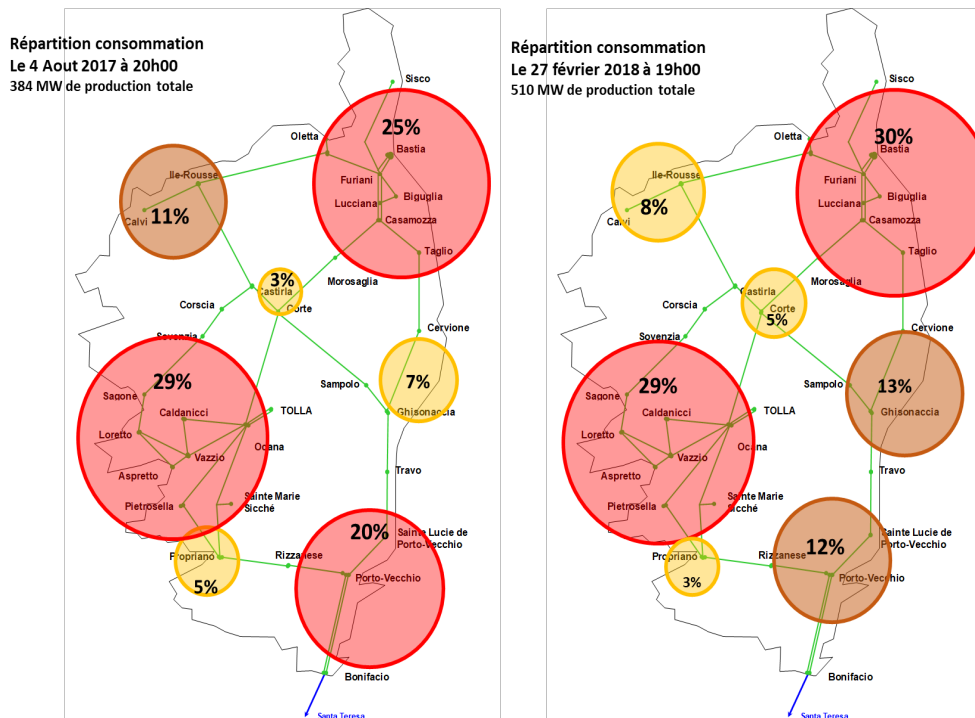 Répartition consommation
Le 4 Aout 2017 à 20h00
384 MW de production totale
Sisco
25%
Oletta
Bastia
Ile-Rousse
Furiani
Biguglia
Lucciana
11%
Calvi
Casamozza
Taglio
3%
Morosaglia
Castirla
Corscia
Corte
Sovenzia
Cervione
29%
7%
Sampolo
Sagone
Caldanicci
TOLLA
Ghisonaccia
Loretto
Ocana
Vazzio
Aspretto
Travo
Pietrosella
Sainte Marie
Sicché
20%
Sainte Lucie de
Porto-Vecchio
Propriano
Rizzanese
5%
Porto-Vecchio
Bonifacio
Santa Teresa
Répartition consommation
Le 27 février 2018 à 19h00
510 MW de production totale
Sisco
30%
Oletta
Bastia
Ile-Rousse
Furiani
Biguglia
8%
Lucciana
Calvi
Casamozza
Taglio
Morosaglia
Castirla
Corscia
Corte
5%
Sovenzia
Cervione
29%
Sampolo
13%
Sagone
Caldanicci
TOLLA
Ghisonaccia
Loretto
Ocana
Vazzio
Aspretto
Travo
Pietrosella
Sainte Marie
Sicché
12%
Sainte Lucie de
Porto-Vecchio
Propriano
Rizzanese
3%
Porto-Vecchio
Bonifacio
Santa Teresa